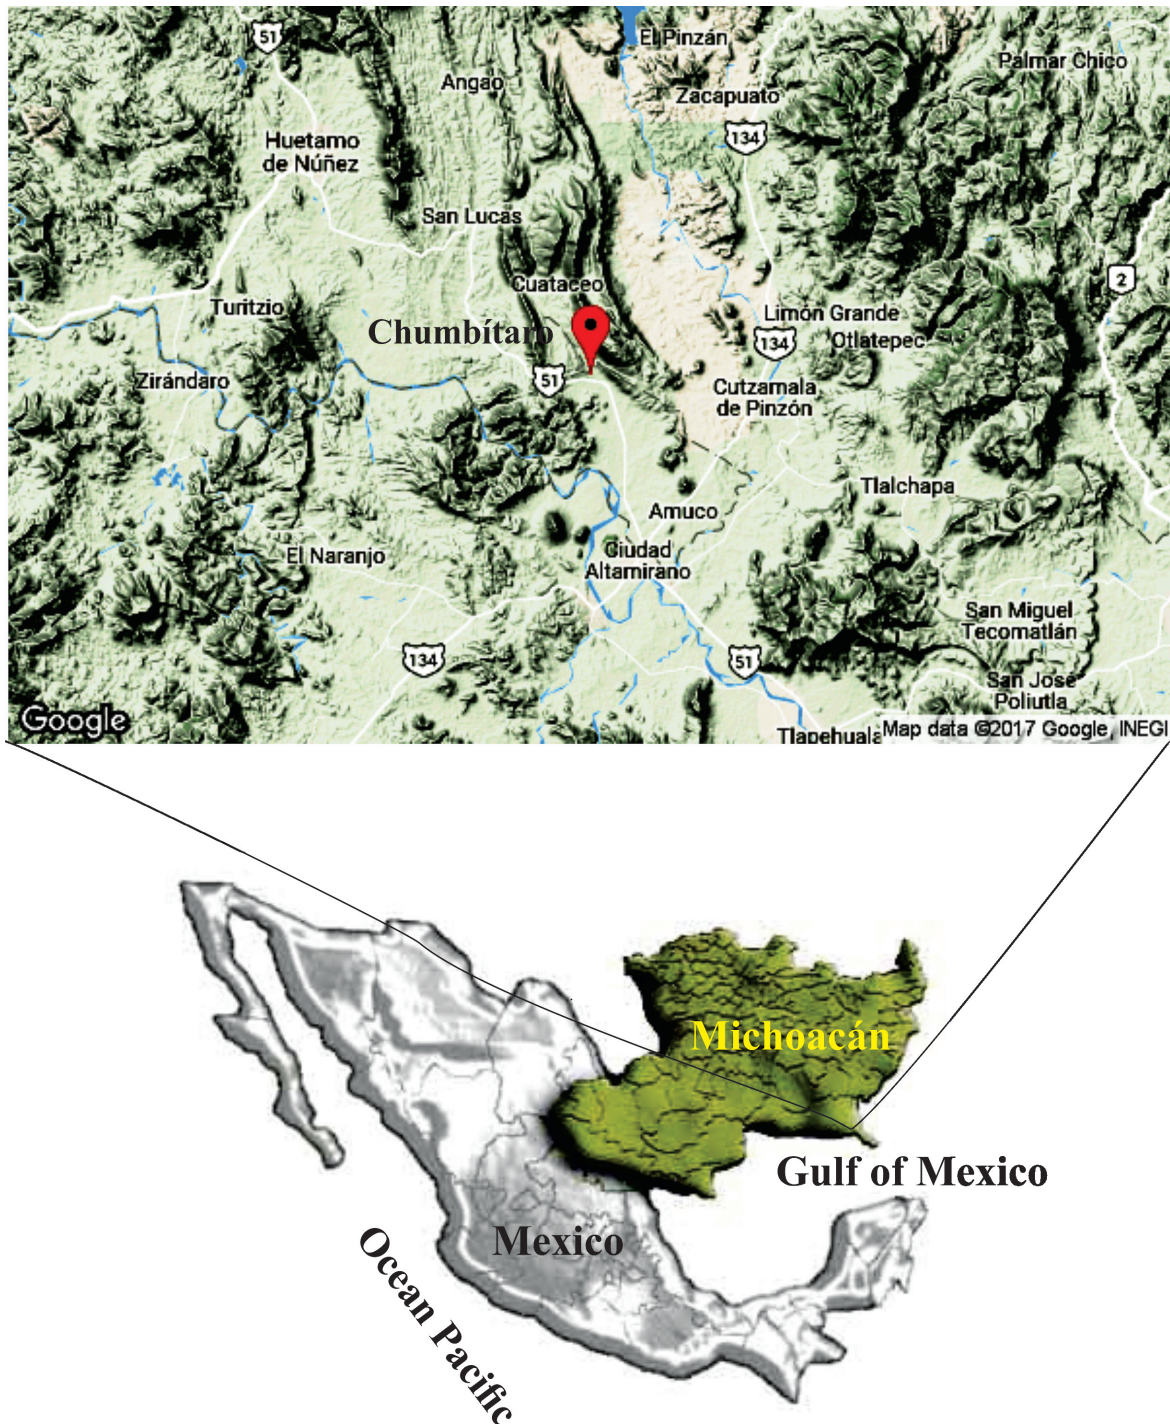 51
El Pinzán
Palmar Chico
Angao
Zacapuato
134
Huetamo
de Núñez
San Lucas
2
Cuataceo
Turitzio
Limón Grande
Chumbítaro
134
Otlatepec
Zirándaro
51
Cutzamala
de Pinzón
Tlalchapa
Amuco
El Naranjo
Ciudad
Altamirano
San Miguel
Tecomatlán
134
51
San José
Poliutla
Google
Tlapehuala
Map data ©2017 Google, INEGI
Michoacán
Gulf of Mexico
Mexico
Ocean Pacific